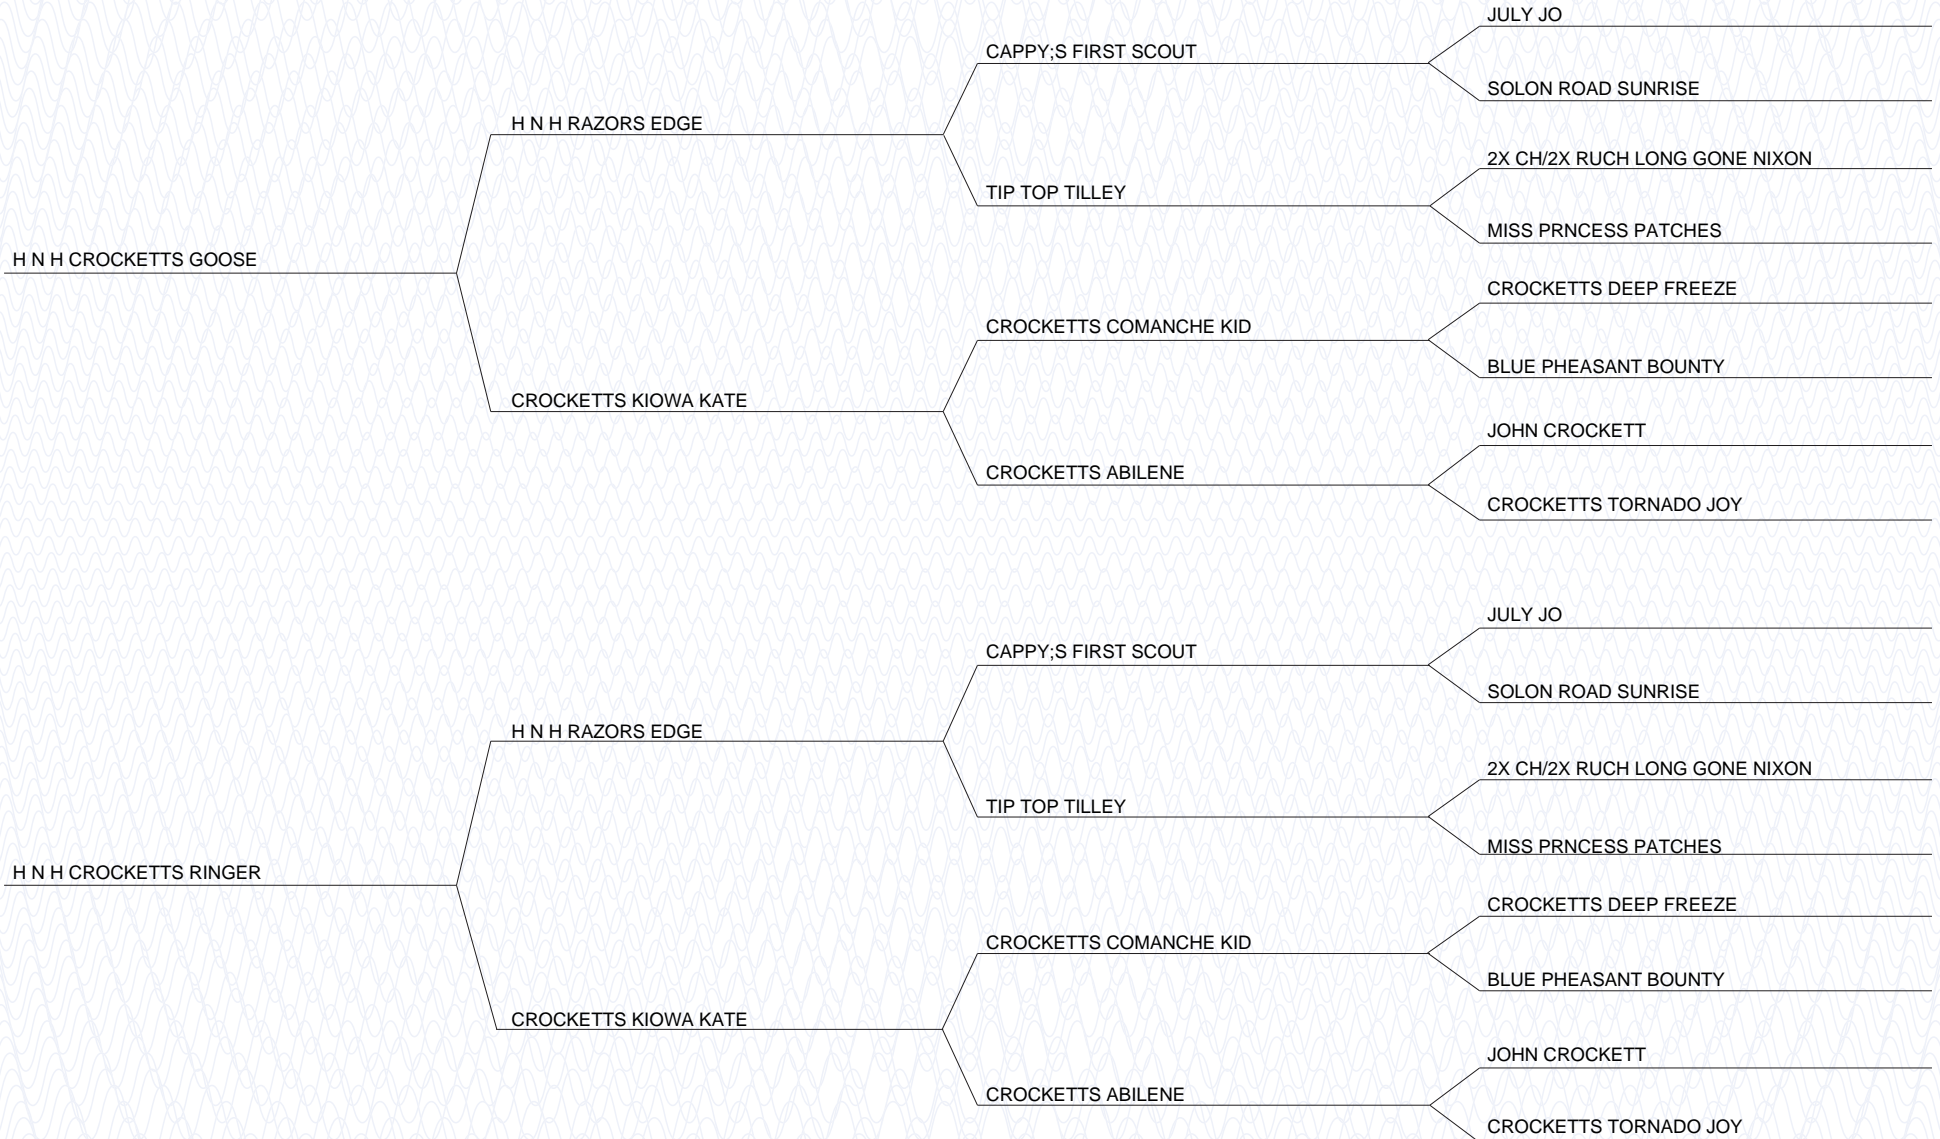 JULY JO
CAPPY;S FIRST SCOUT
SOLON ROAD SUNRISE
H N H RAZORS EDGE
2X CH/2X RUCH LONG GONE NIXON
TIP TOP TILLEY
MISS PRNCESS PATCHES
H N H CROCKETTS GOOSE
CROCKETTS DEEP FREEZE
CROCKETTS COMANCHE KID
BLUE PHEASANT BOUNTY
CROCKETTS KIOWA KATE
JOHN CROCKETT
CROCKETTS ABILENE
CROCKETTS TORNADO JOY
JULY JO
CAPPY;S FIRST SCOUT
SOLON ROAD SUNRISE
H N H RAZORS EDGE
2X CH/2X RUCH LONG GONE NIXON
TIP TOP TILLEY
MISS PRNCESS PATCHES
H N H CROCKETTS RINGER
CROCKETTS DEEP FREEZE
CROCKETTS COMANCHE KID
BLUE PHEASANT BOUNTY
CROCKETTS KIOWA KATE
JOHN CROCKETT
CROCKETTS ABILENE
CROCKETTS TORNADO JOY